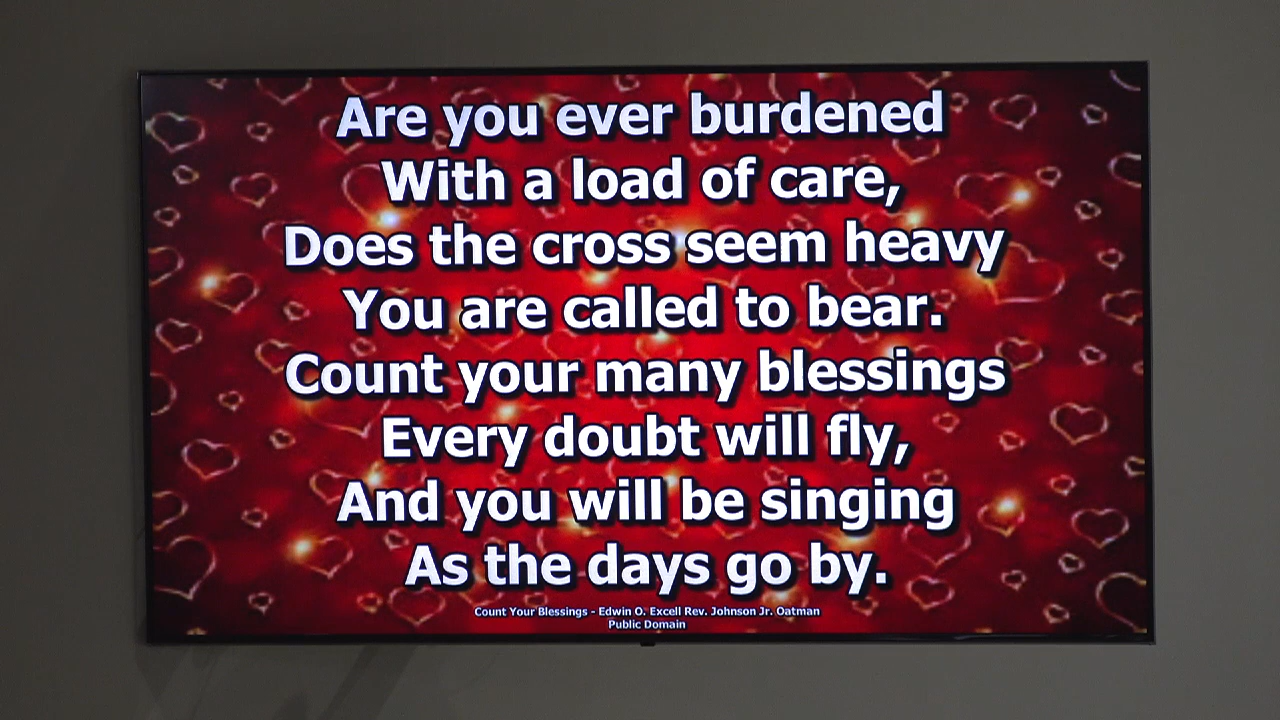 Are you ever burdened
With a load of care,
Does the cross seem heavy
You are called to bear.
Count your many blessings
Every doubt will fly,
And you will be singing
As the days go by.
Count Your Blessings - Edwin O. Excell Rev. Johnson Jr. Oatman
Public Domain